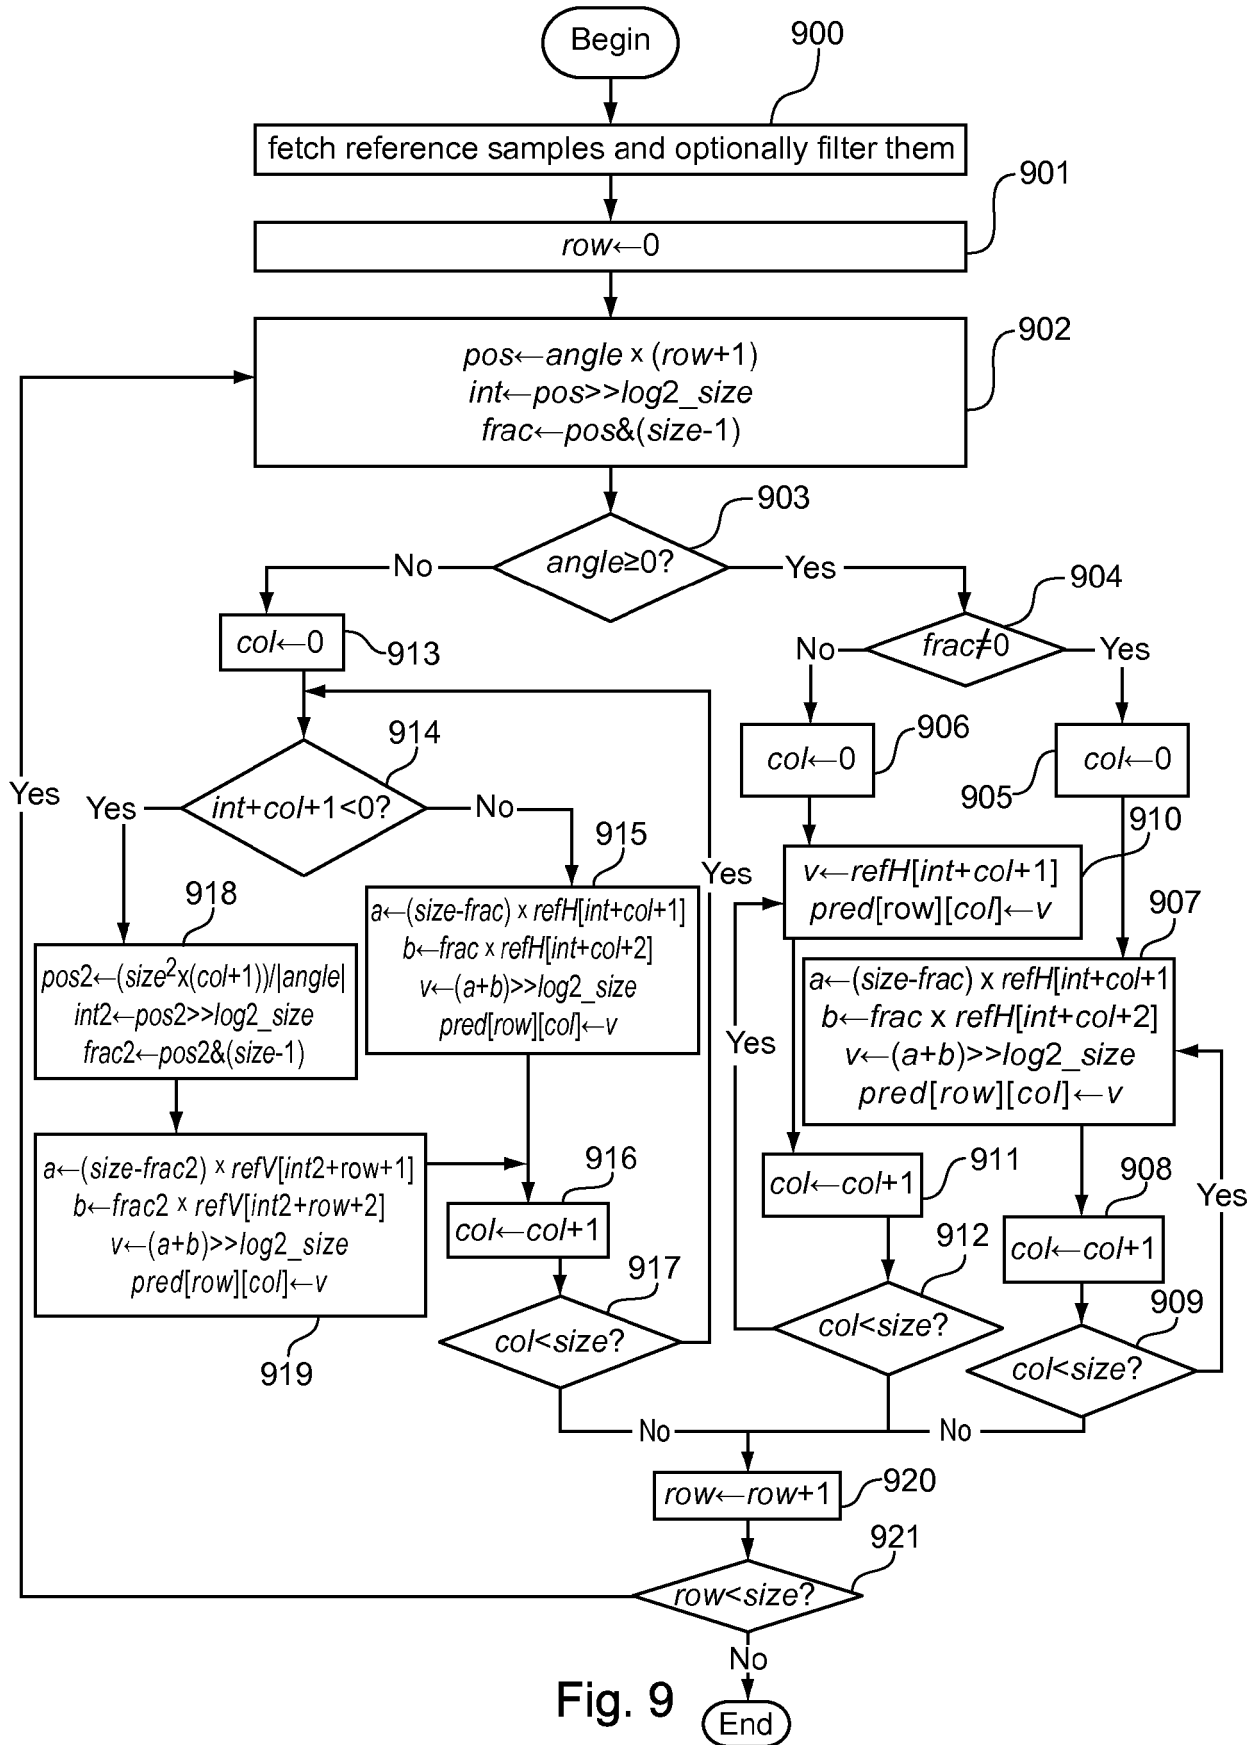 Begin
900
fetch reference samples and optionally filter them
901
row←0
902
pos←angle x (row+1)
int←pos>>log2_size
frac←pos&(size-1)
903
angle≥0?
No
Yes
904
frac≠0
No
Yes
col←0
913
906
col←0
905
col←0
914
int+col+1<0?
Yes
No
Yes
915
a←(size-frac) x refH[int+col+1]
b←frac x refH[int+col+2]
v←(a+b)>>log2_size
pred[row][col]←v
Yes
910
v←refH[int+col+1]
pred[row][col]←v
907
a←(size-frac) x refH[int+col+1
b←frac x refH[int+col+2]
v←(a+b)>>log2_size
pred[row][col]←v
Yes
918
pos2←(size²x(col+1))/|angle|
int2←pos2>>log2_size
frac2←pos2&(size-1)
a←(size-frac2) x refV[int2+row+1]
b←frac2 x refV[int2+row+2]
v←(a+b)>>log2_size
pred[row][col]←v
919
916
col←col+1
917
col<size?
911
col←col+1
912
col<size?
908
col←col+1
Yes
909
col<size?
No
No
row←row+1
920
921
row<size?
No
Fig. 9
End